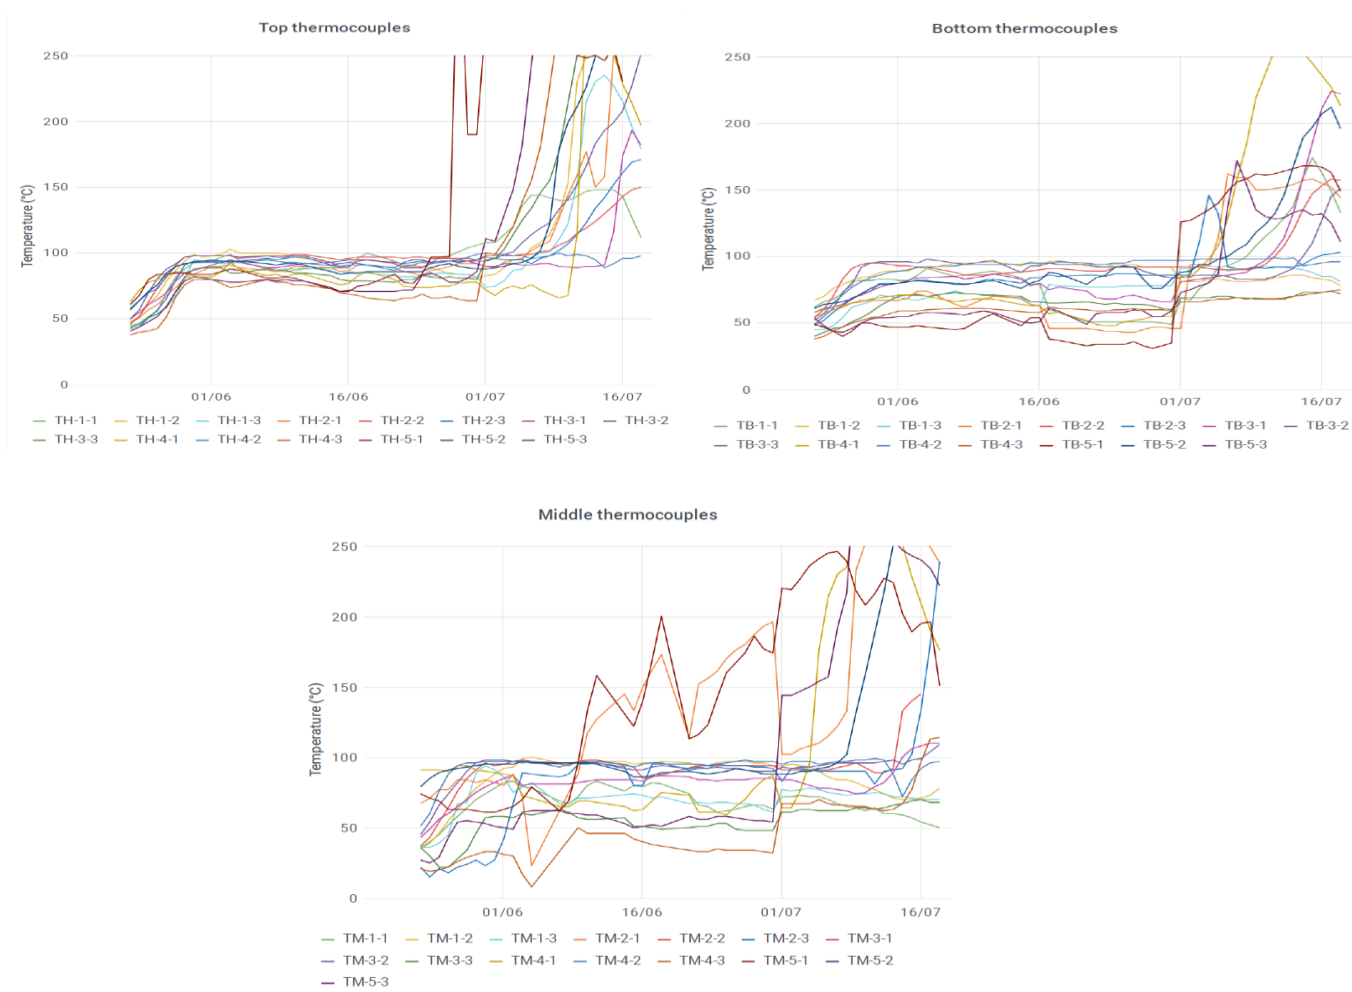 Top thermocouples
250
200
150
100
50
0
Temperature (°C)
01/06 16/06 01/07 16/07
TH-1-1 TH-1-2 TH-1-3 TH-2-1 TH-2-2 TH-2-3 TH-3-1 TH-3-2
TH-3-3 TH-4-1 TH-4-2 TH-4-3 TH-5-1 TH-5-2 TH-5-3
Bottom thermocouples
250
200
150
100
50
0
Temperature (°C)
01/06 16/06 01/07 16/07
TB-1-1 TB-1-2 TB-1-3 TB-2-1 TB-2-2 TB-2-3 TB-3-1 TB-3-2
TB-3-3 TB-4-1 TB-4-2 TB-4-3 TB-5-1 TB-5-2 TB-5-3
Middle thermocouples
250
200
150
100
50
0
Temperature (°C)
01/06 16/06 01/07 16/07
TM-1-1 TM-1-2 TM-1-3 TM-2-1 TM-2-2 TM-2-3 TM-3-1
TM-3-2 TM-3-3 TM-4-1 TM-4-2 TM-4-3 TM-5-1 TM-5-2
TM-5-3